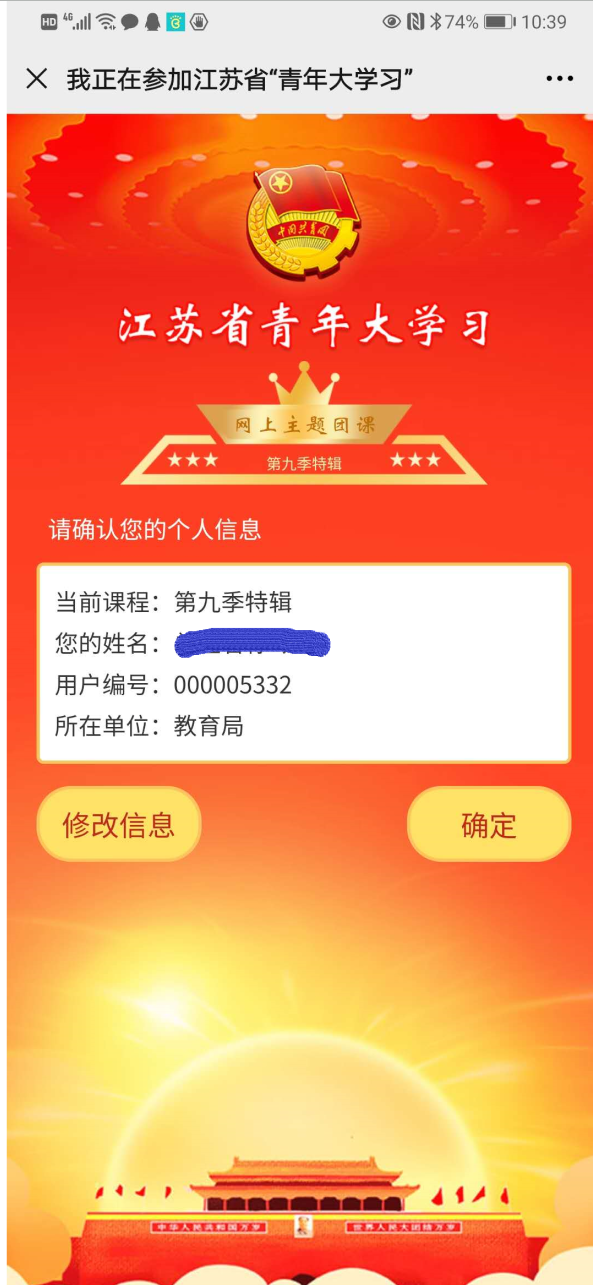 HD 4G 74% 10:39
我正在参加江苏省“青年大学习”
中国共青团
江苏省青年大学习
网上主题团课
第九季特辑
请确认您的个人信息
当前课程：第九季特辑
您的姓名：
用户编号：000005332
所在单位：教育局
修改信息 确定
中华人民共和国万岁 世界人民大团结万岁